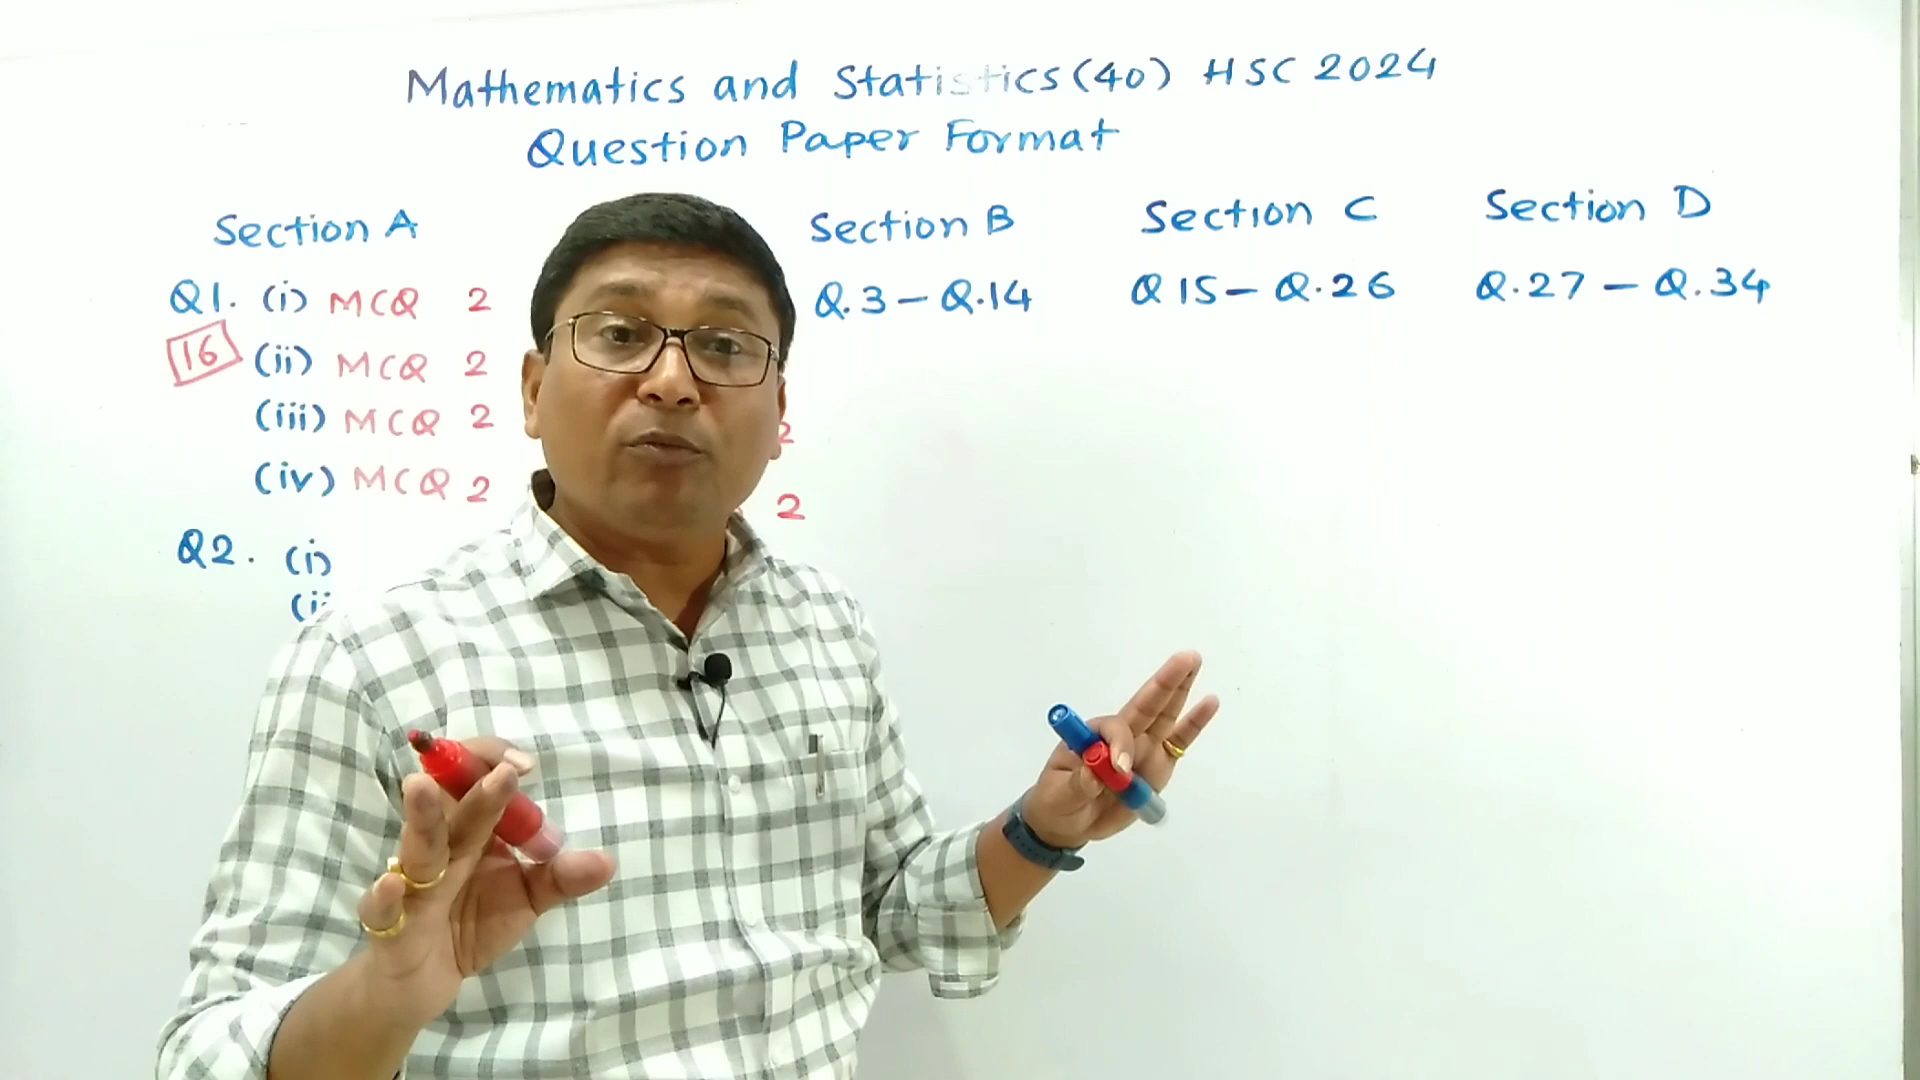 Mathematics and Statistics (40) HSC 2024
Question Paper Format
Section A
Q1. (i) MCQ 2
16 (ii) MCQ 2
(iii) MCQ 2
(iv) MCQ 2
2
2
Q2. (i)
Section B
Q.3 – Q.14
Section C
Q 15 – Q.26
Section D
Q.27 – Q.34